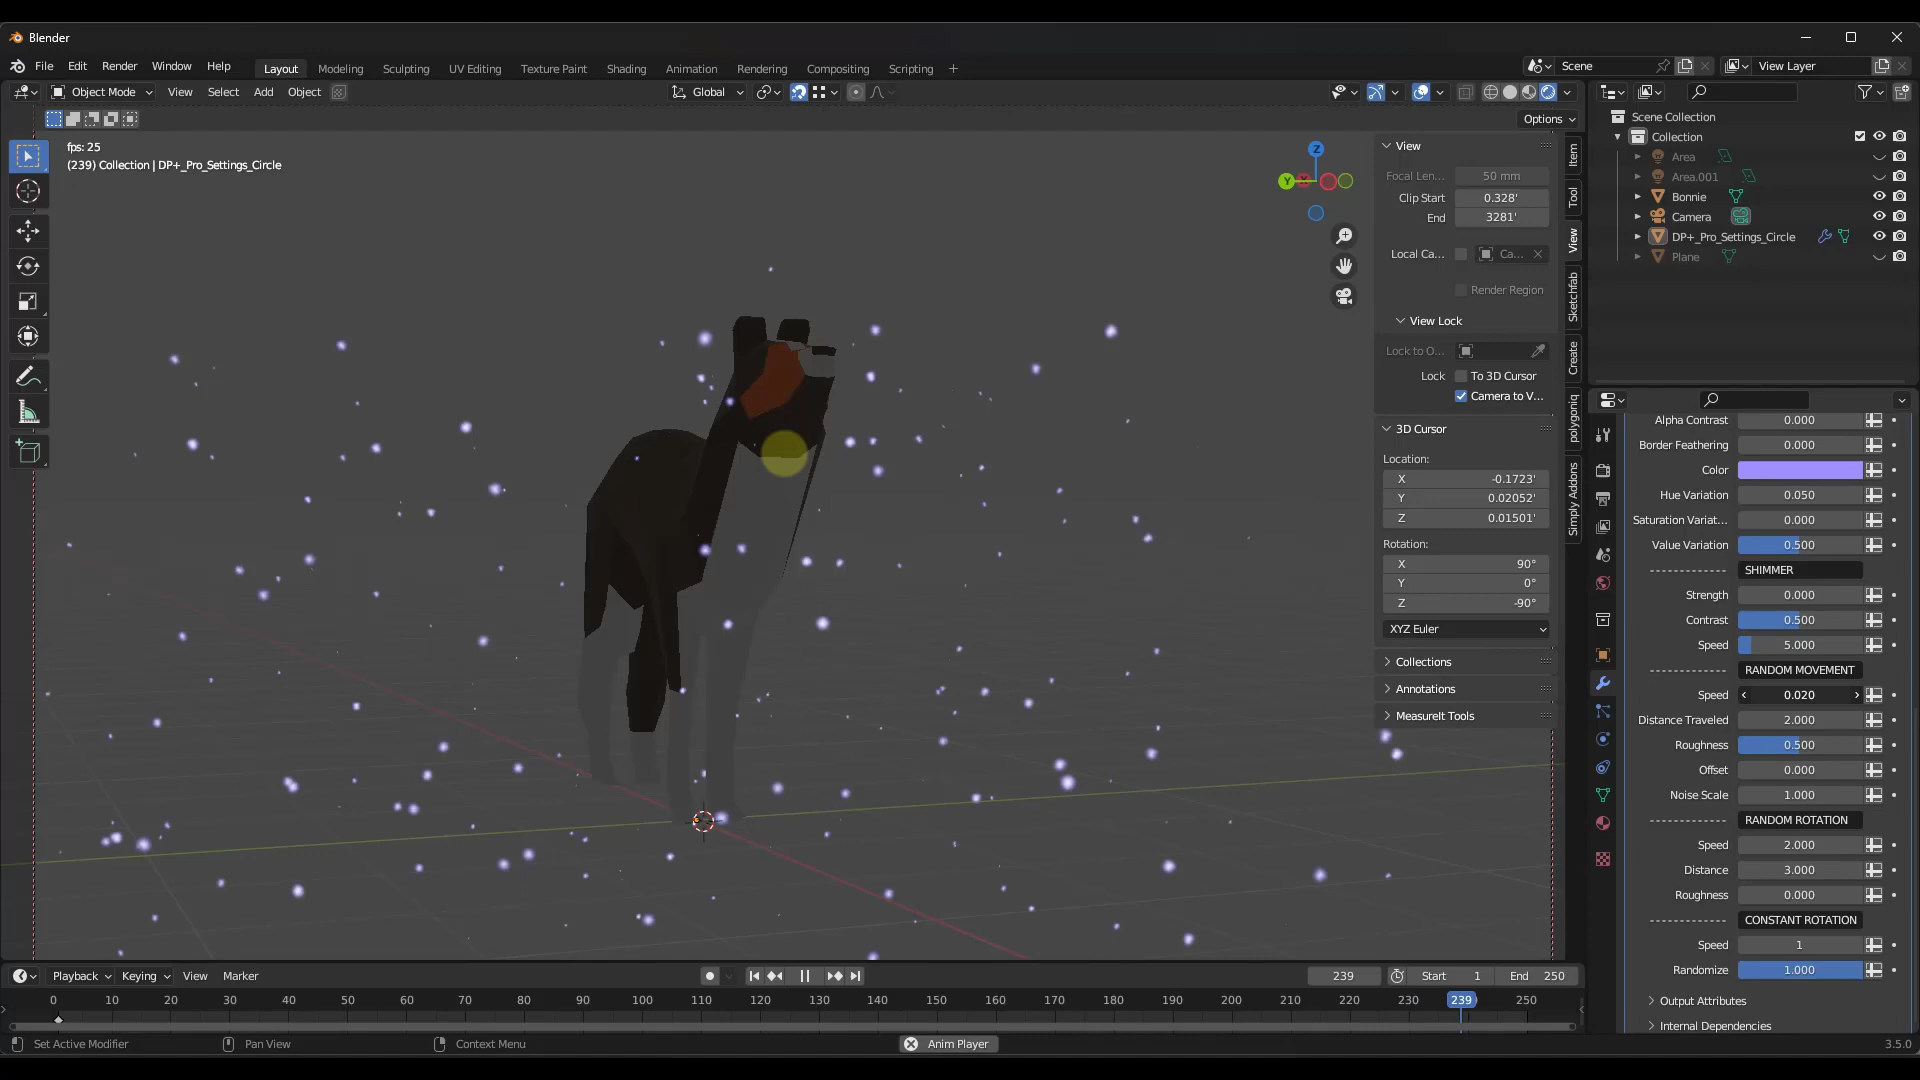 Blender
File Edit Render Window Help
Layout Modeling Sculpting UV Editing Texture Paint Shading Animation Rendering Compositing Scripting
Scene
View Layer
Object Mode View Select Add Object
Global
Options
fps: 25
(239) Collection | DP+_Pro_Settings_Circle
Z
Y
View
Focal Len... 50 mm
Clip Start 0.328'
End 3281'
Local Ca... Ca...
Render Region
View Lock
Lock to O...
Lock To 3D Cursor
Camera to V...
3D Cursor
Location:
X -0.1723'
Y 0.02052'
Z 0.01501'
Rotation:
X 90°
Y 0°
Z -90°
XYZ Euler
Collections
Annotations
MeasureIt Tools
Item
Tool
View
Sketchfab
Create
polygoniq
Simply Addons
Scene Collection
Collection
Area
Area.001
Bonnie
Camera
DP+_Pro_Settings_Circle
Plane
Alpha Contrast 0.000
Border Feathering 0.000
Color
Hue Variation 0.050
Saturation Variat... 0.000
Value Variation 0.500
------------- SHIMMER
Strength 0.000
Contrast 0.500
Speed 5.000
------------- RANDOM MOVEMENT
Speed 0.020
Distance Traveled 2.000
Roughness 0.500
Offset 0.000
Noise Scale 1.000
------------- RANDOM ROTATION
Speed 2.000
Distance 3.000
Roughness 0.000
------------- CONSTANT ROTATION
Speed 1
Randomize 1.000
Output Attributes
Internal Dependencies
Playback Keying View Marker
239 Start 1 End 250
0 10 20 30 40 50 60 70 80 90 100 110 120 130 140 150 160 170 180 190 200 210 220 230 239 250
Set Active Modifier Pan View Context Menu Anim Player 3.5.0